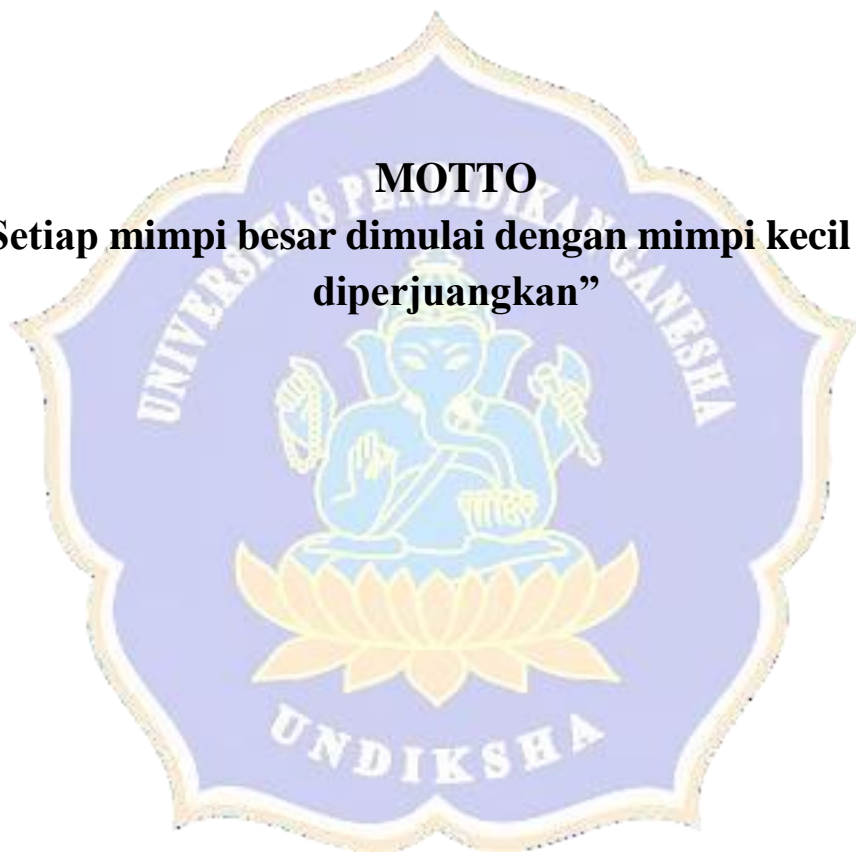 MOTTO
Setiap mimpi besar dimulai dengan mimpi kecil
diperjuangkan”
UNIVERSITAS PENDIDIKAN GANESHA
UNDIKSHA